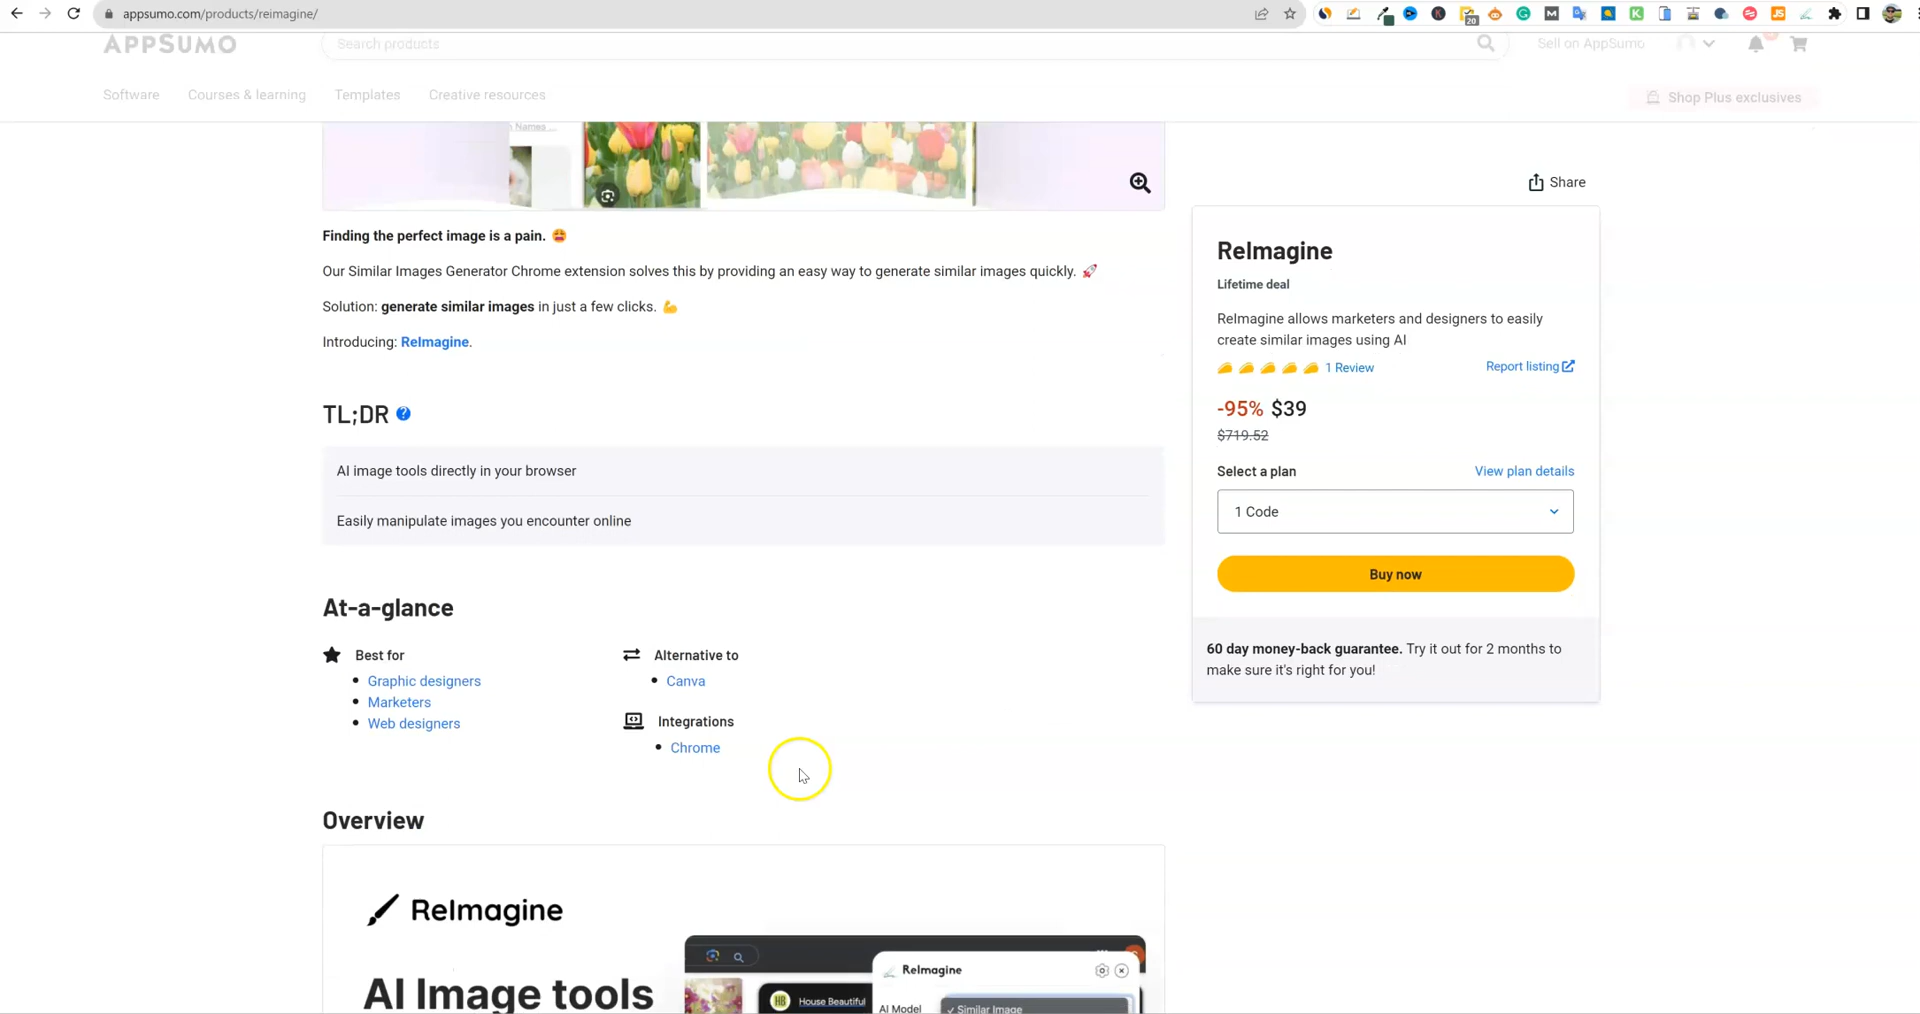 appsumo.com/products/reimagine/
20
APPSUMO
Search products
Sell on AppSumo
Software
Courses & learning
Templates
Creative resources
Shop Plus exclusives
n Names ...
Share
Finding the perfect image is a pain. 😩
Our Similar Images Generator Chrome extension solves this by providing an easy way to generate similar images quickly. 🚀
Solution: generate similar images in just a few clicks. 💪
Introducing: ReImagine.
TL;DR ?
AI image tools directly in your browser
Easily manipulate images you encounter online
At-a-glance
Best for
• Graphic designers
• Marketers
• Web designers
Alternative to
• Canva
Integrations
• Chrome
Overview
ReImagine
AI Image tools
HB House Beautiful
ReImagine
AI Model
✓ Similar Image
ReImagine
Lifetime deal
ReImagine allows marketers and designers to easily
create similar images using AI
1 Review
Report listing
-95% $39
$719.52
Select a plan
View plan details
1 Code
Buy now
60 day money-back guarantee. Try it out for 2 months to
make sure it's right for you!